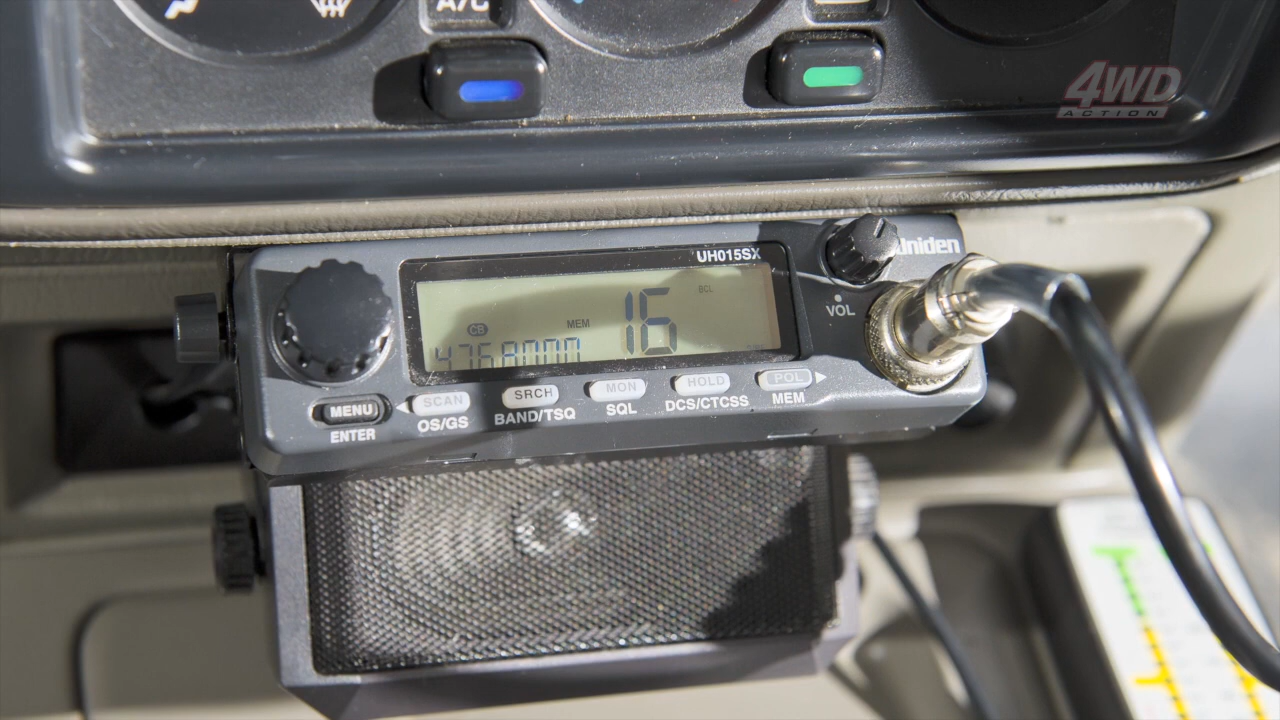 A/C
4WD
ACTION
UH015SX
Uniden
BCL
CB
MEM
16
476.8000
VOL
MENU
SCAN
SRCH
MON
HOLD
POL
ENTER
OS/GS
BAND/TSQ
SQL
DCS/CTCSS
MEM